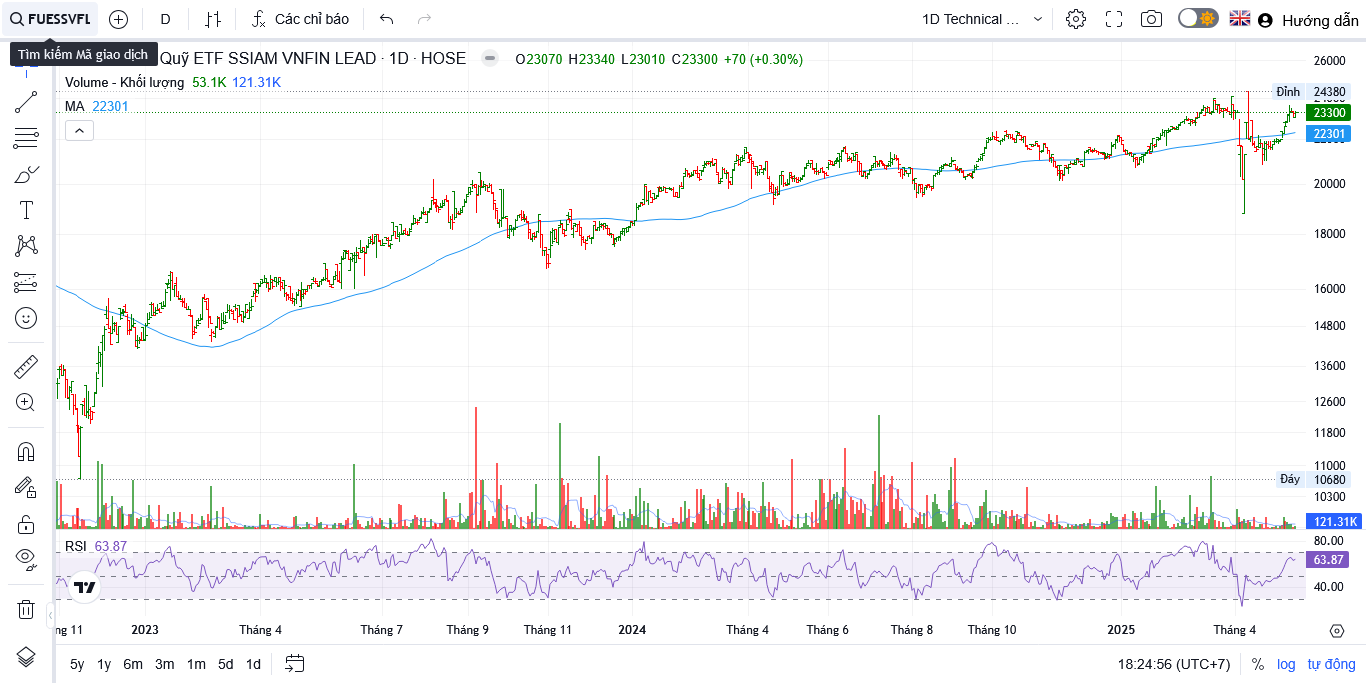 FUESSVFL D Các chỉ báo 1D Technical ... Hướng dẫn
Tìm kiếm Mã giao dịch
Quỹ ETF SSIAM VNFIN LEAD · 1D · HOSE O23070 H23340 L23010 C23300 +70 (+0.30%)
Volume - Khối lượng 53.1K 121.31K
MA 22301
26000
Đỉnh 24380
23300
22301
20000
18000
16000
14800
13600
12600
11800
11000
Đáy 10680
10300
121.31K
RSI 63.87
80.00
63.87
40.00
ng 11 2023 Tháng 4 Tháng 7 Tháng 9 Tháng 11 2024 Tháng 4 Tháng 6 Tháng 8 Tháng 10 2025 Tháng 4
5y 1y 6m 3m 1m 5d 1d 18:24:56 (UTC+7) % log tự động